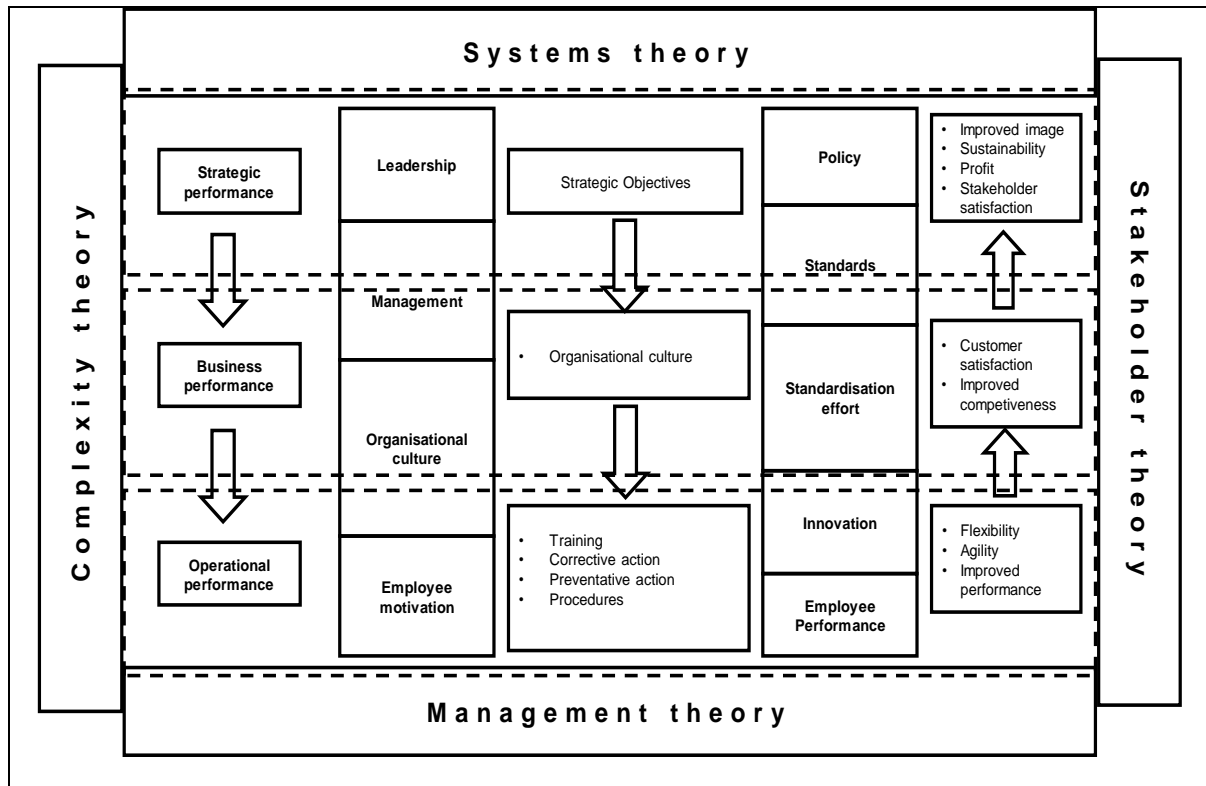 Systems theory
Complexity theory
Strategic
performance
Business
performance
Operational
performance
Leadership
Management
Organisational
culture
Employee
motivation
Strategic Objectives
• Organisational culture
• Training
• Corrective action
• Preventative action
• Procedures
Policy
Standards
Standardisation
effort
Innovation
Employee
Performance
• Improved image
• Sustainability
• Profit
• Stakeholder
satisfaction
• Customer
satisfaction
• Improved
competiveness
• Flexibility
• Agility
• Improved
performance
Stakeholder theory
Management theory